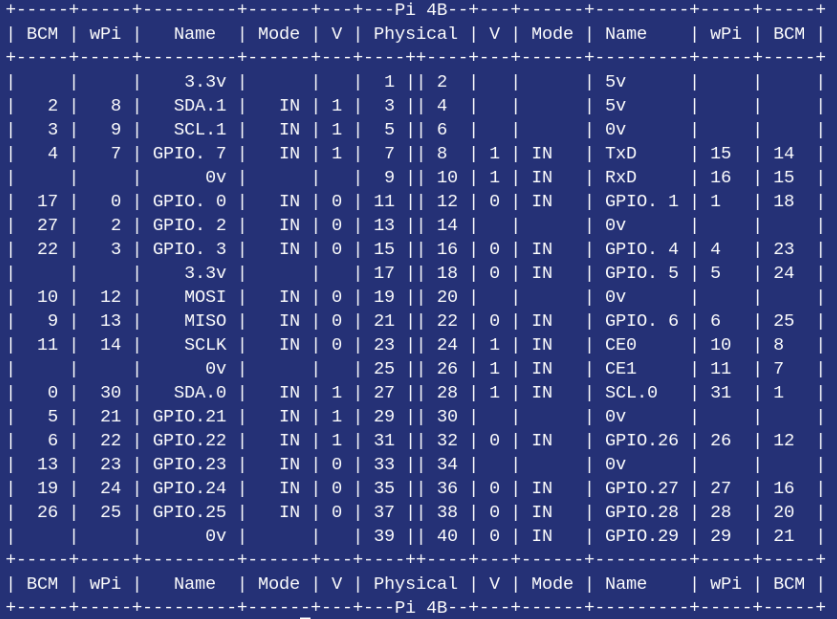 +-----+-----+---------+------+---+---Pi 4B--+---+------+---------+-----+-----+
| BCM | wPi |   Name  | Mode | V | Physical | V | Mode | Name    | wPi | BCM |
+-----+-----+---------+------+---+----++----+---+------+---------+-----+-----+
|     |     |    3.3v |      |   |  1 || 2  |   |      | 5v      |     |     |
|   2 |   8 |   SDA.1 |   IN | 1 |  3 || 4  |   |      | 5v      |     |     |
|   3 |   9 |   SCL.1 |   IN | 1 |  5 || 6  |   |      | 0v      |     |     |
|   4 |   7 | GPIO. 7 |   IN | 1 |  7 || 8  | 1 | IN   | TxD     | 15  | 14  |
|     |     |      0v |      |   |  9 || 10 | 1 | IN   | RxD     | 16  | 15  |
|  17 |   0 | GPIO. 0 |   IN | 0 | 11 || 12 | 0 | IN   | GPIO. 1 | 1   | 18  |
|  27 |   2 | GPIO. 2 |   IN | 0 | 13 || 14 |   |      | 0v      |     |     |
|  22 |   3 | GPIO. 3 |   IN | 0 | 15 || 16 | 0 | IN   | GPIO. 4 | 4   | 23  |
|     |     |    3.3v |      |   | 17 || 18 | 0 | IN   | GPIO. 5 | 5   | 24  |
|  10 |  12 |    MOSI |   IN | 0 | 19 || 20 |   |      | 0v      |     |     |
|   9 |  13 |    MISO |   IN | 0 | 21 || 22 | 0 | IN   | GPIO. 6 | 6   | 25  |
|  11 |  14 |    SCLK |   IN | 0 | 23 || 24 | 1 | IN   | CE0     | 10  | 8   |
|     |     |      0v |      |   | 25 || 26 | 1 | IN   | CE1     | 11  | 7   |
|   0 |  30 |   SDA.0 |   IN | 1 | 27 || 28 | 1 | IN   | SCL.0   | 31  | 1   |
|   5 |  21 | GPIO.21 |   IN | 1 | 29 || 30 |   |      | 0v      |     |     |
|   6 |  22 | GPIO.22 |   IN | 1 | 31 || 32 | 0 | IN   | GPIO.26 | 26  | 12  |
|  13 |  23 | GPIO.23 |   IN | 0 | 33 || 34 |   |      | 0v      |     |     |
|  19 |  24 | GPIO.24 |   IN | 0 | 35 || 36 | 0 | IN   | GPIO.27 | 27  | 16  |
|  26 |  25 | GPIO.25 |   IN | 0 | 37 || 38 | 0 | IN   | GPIO.28 | 28  | 20  |
|     |     |      0v |      |   | 39 || 40 | 0 | IN   | GPIO.29 | 29  | 21  |
+-----+-----+---------+------+---+----++----+---+------+---------+-----+-----+
| BCM | wPi |   Name  | Mode | V | Physical | V | Mode | Name    | wPi | BCM |
+-----+-----+---------+------+---+---Pi 4B--+---+------+---------+-----+-----+